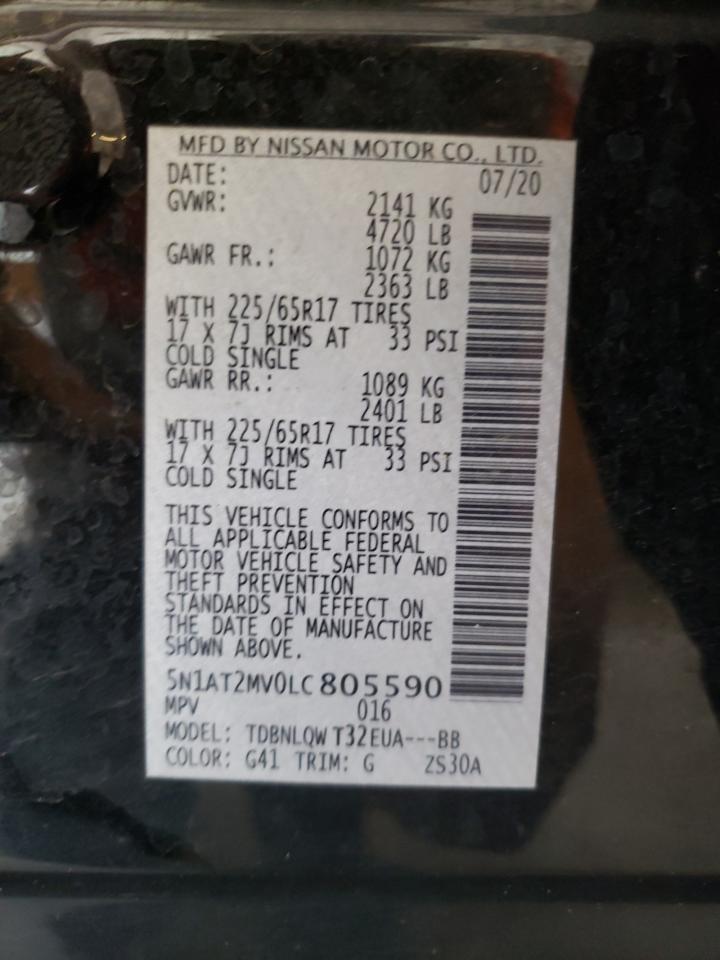 MFD BY NISSAN MOTOR CO., LTD.
DATE: 07/20
GVWR: 2141 KG
4720 LB
GAWR FR.: 1072 KG
2363 LB
WITH 225/65R17 TIRES
17 X 7J RIMS AT 33 PSI
COLD SINGLE
GAWR RR.: 1089 KG
2401 LB
WITH 225/65R17 TIRES
17 X 7J RIMS AT 33 PSI
COLD SINGLE
THIS VEHICLE CONFORMS TO
ALL APPLICABLE FEDERAL
MOTOR VEHICLE SAFETY AND
THEFT PREVENTION
STANDARDS IN EFFECT ON
THE DATE OF MANUFACTURE
SHOWN ABOVE.
5N1AT2MV0LC805590
MPV 016
MODEL: TDBNLQW T32EUA---BB
COLOR: G41 TRIM: G ZS30A